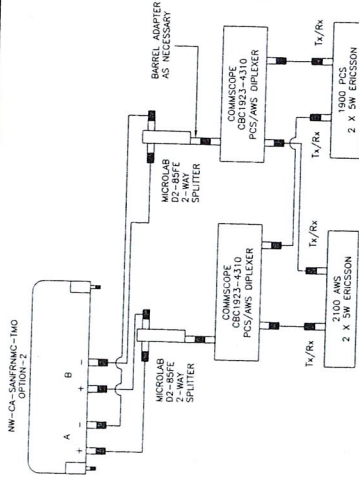 NW-CA-SANFRNMC-TMO
OPTION-2
A
B
+
-
+
-
MICROLAB
D2-85FE
2-WAY
SPLITTER
MICROLAB
D2-85FE
2-WAY
SPLITTER
BARREL ADAPTER
AS NECESSARY
COMMSCOPE
CBC1923-4310
PCS/AWS DIPLEXER
COMMSCOPE
CBC1923-4310
PCS/AWS DIPLEXER
Tx/Rx
Tx/Rx
Tx/Rx
Tx/Rx
2100 AWS
2 X 5W ERICSSON
1900 PCS
2 X 5W ERICSSON